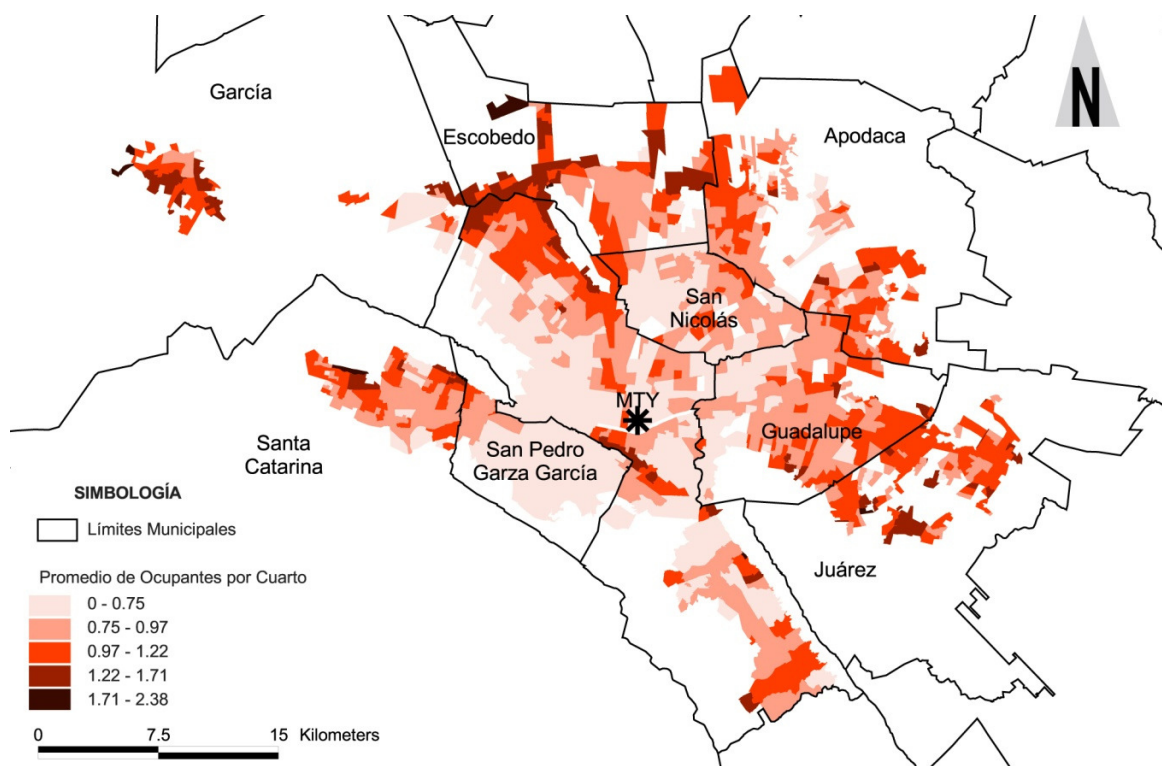 García
Escobedo
Apodaca
N
San
Nicolás
MTY
Guadalupe
Santa
Catarina
San Pedro
Garza García
Juárez
SIMBOLOGÍA
Límites Municipales
Promedio de Ocupantes por Cuarto
0 - 0.75
0.75 - 0.97
0.97 - 1.22
1.22 - 1.71
1.71 - 2.38
0 7.5 15 Kilometers